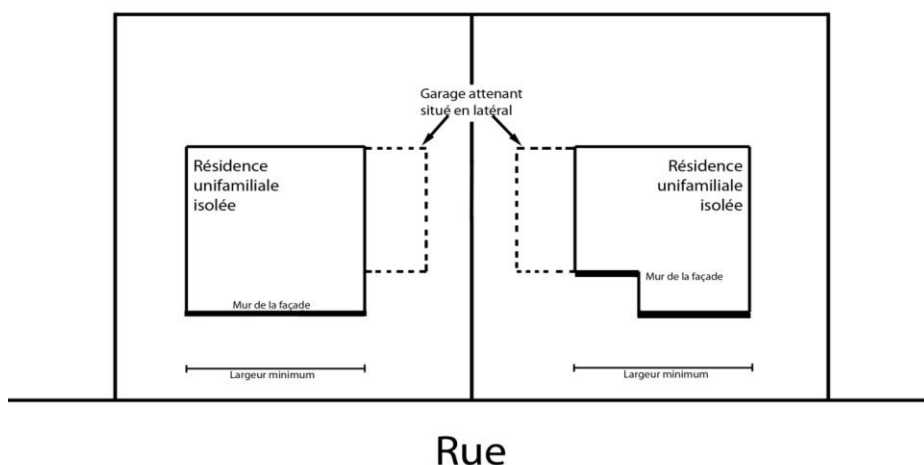 Garage attenant
situé en latéral
Résidence
unifamiliale
isolée
Résidence
unifamiliale
isolée
Mur de la façade
Mur de la façade
Largeur minimum
Largeur minimum
Rue